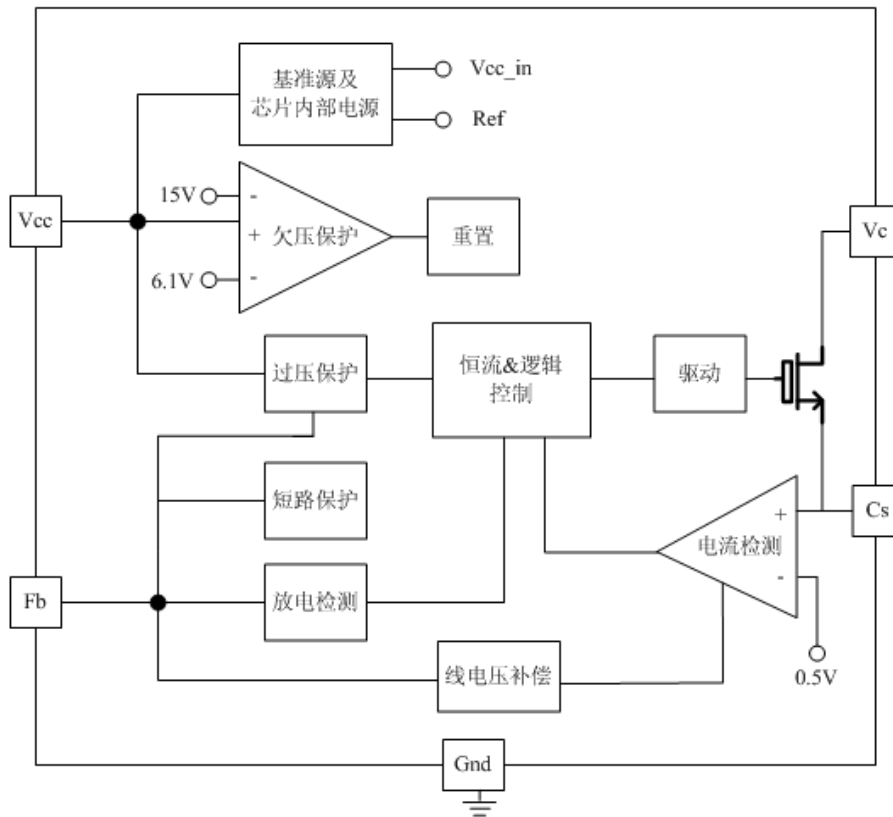 基准源及
芯片内部电源
Vcc_in
Ref
15V
-
Vcc
+
欠压保护
重置
Vc
6.1V
-
过压保护
恒流&逻辑
控制
驱动
短路保护
+
Cs
电流检测
-
Fb
放电检测
线电压补偿
0.5V
Gnd